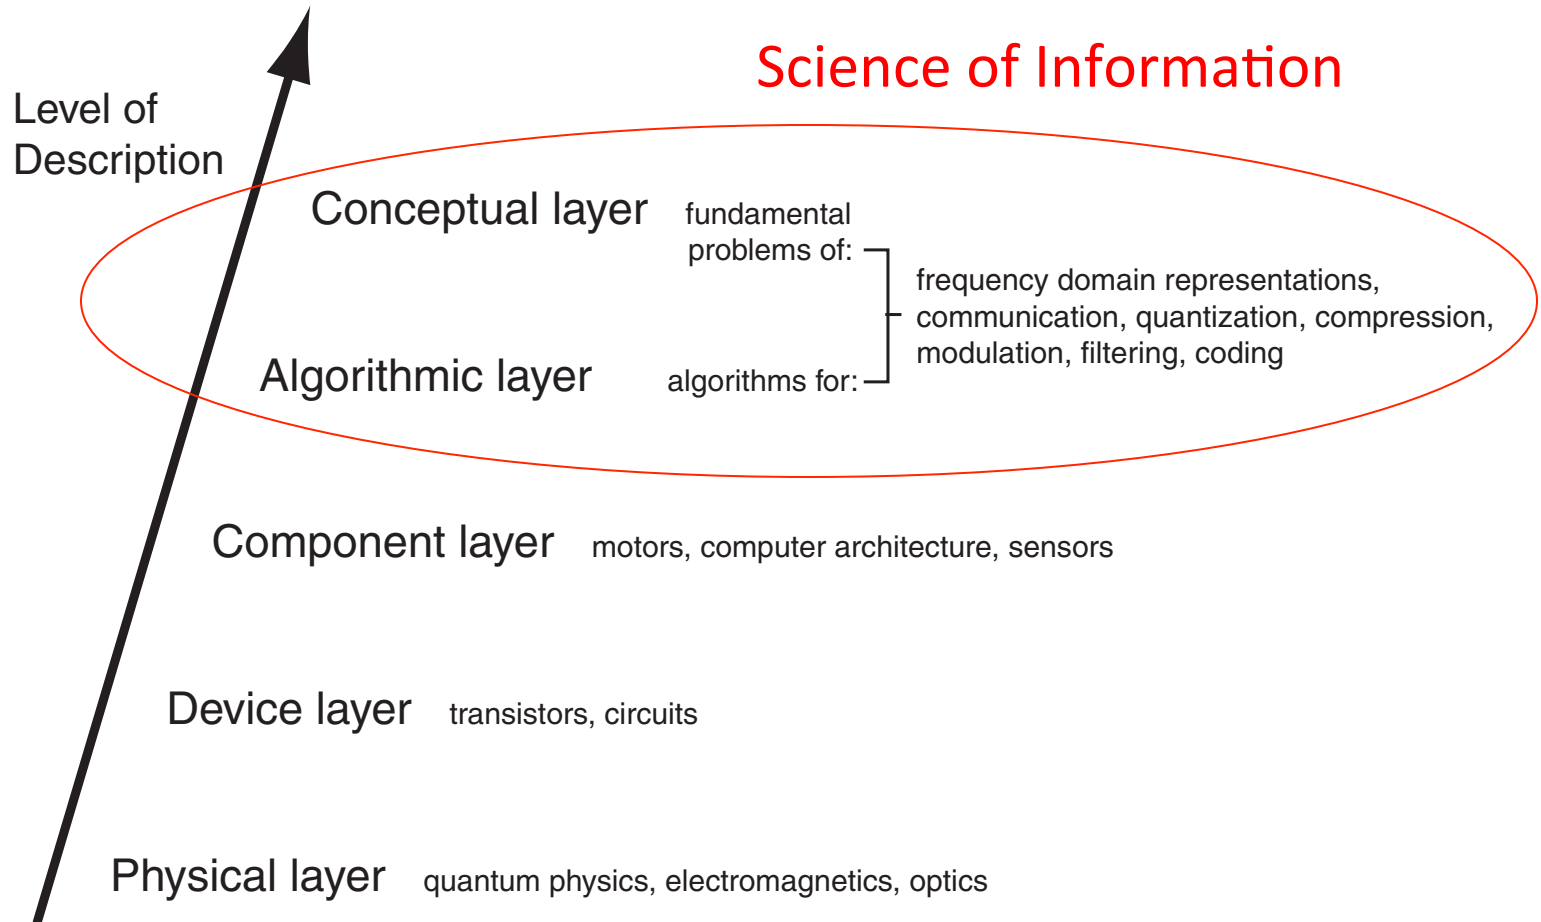 Science of Information
Level of
Description
Conceptual layer
fundamental
problems of:
frequency domain representations,
communication, quantization, compression,
modulation, filtering, coding
Algorithmic layer
algorithms for:
Component layer
motors, computer architecture, sensors
Device layer
transistors, circuits
Physical layer
quantum physics, electromagnetics, optics